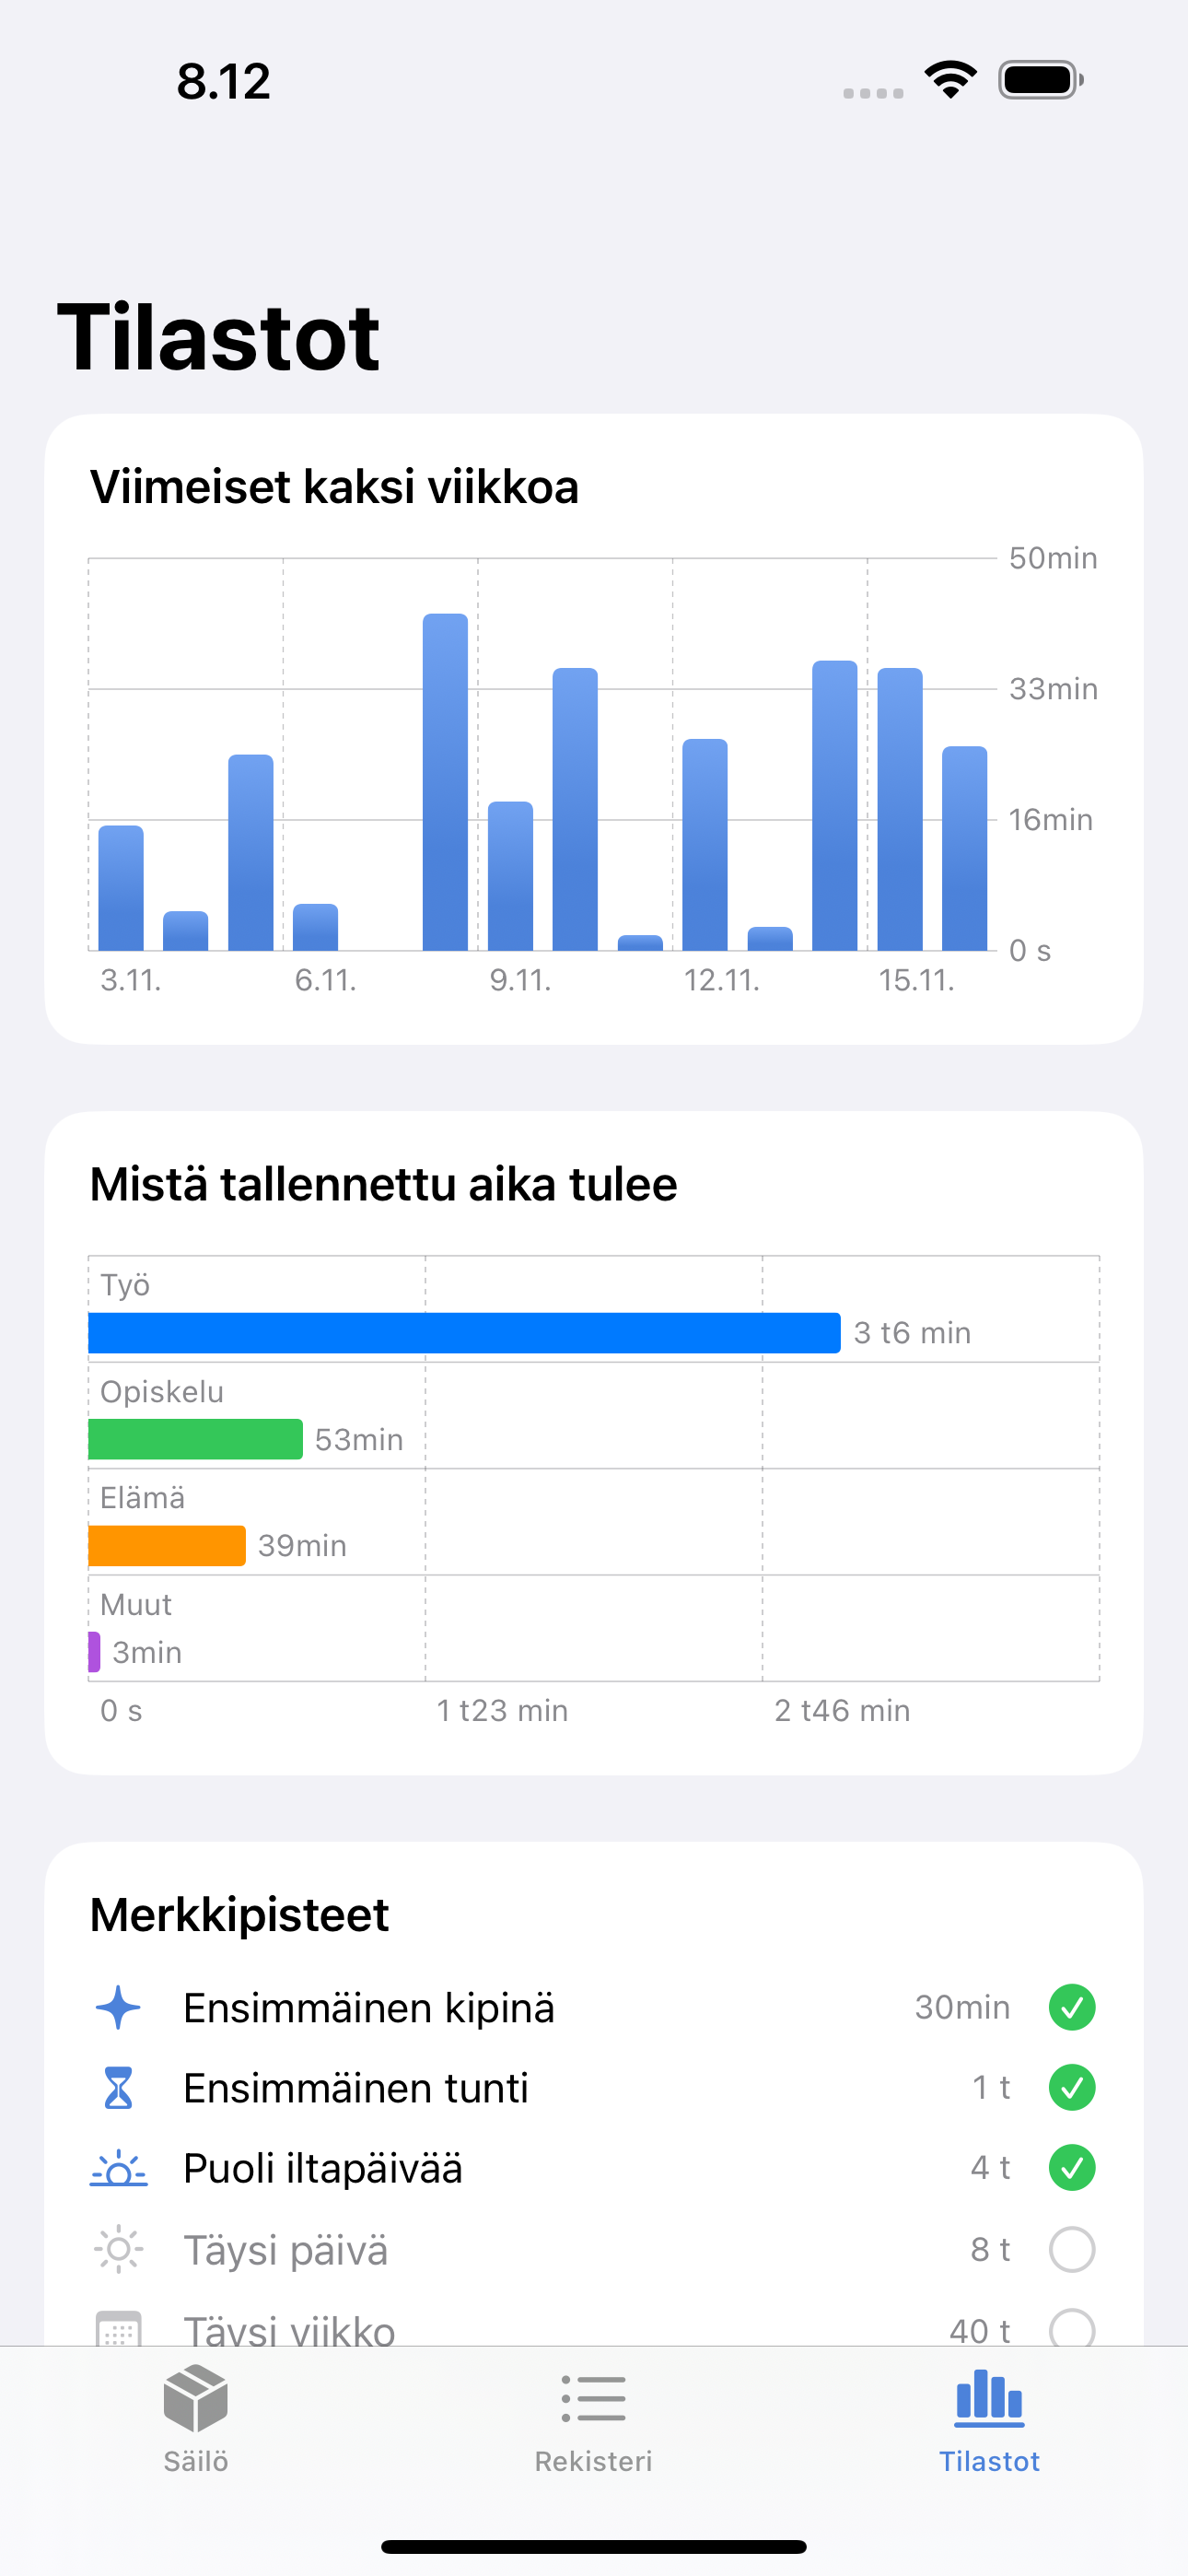 8.12
Tilastot
Viimeiset kaksi viikkoa
50min
33min
16min
0 s
3.11. 6.11. 9.11. 12.11. 15.11.
Mistä tallennettu aika tulee
Työ
3 t6 min
Opiskelu
53min
Elämä
39min
Muut
3min
0 s 1 t23 min 2 t46 min
Merkkipisteet
Ensimmäinen kipinä 30min
Ensimmäinen tunti 1 t
Puoli iltapäivää 4 t
Täysi päivä 8 t
Täysi viikko 40 t
Säilö Rekisteri Tilastot